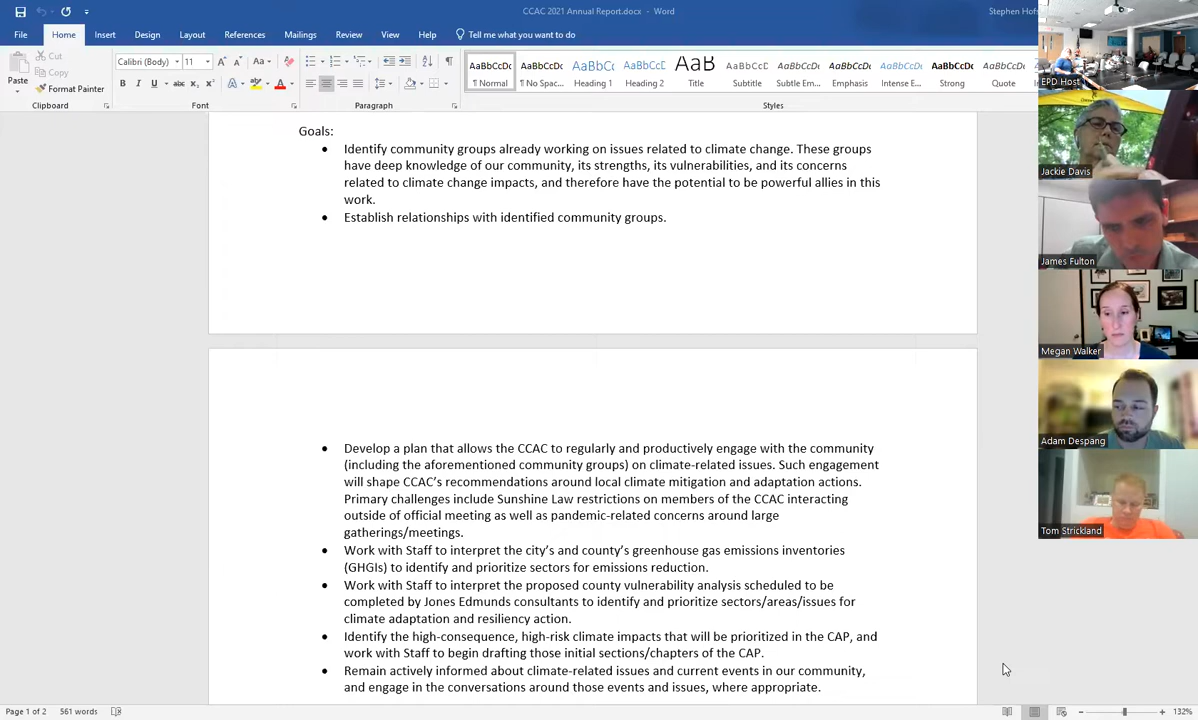 CCAC 2021 Annual Report.docx - Word
Stephen Hof
File Home Insert Design Layout References Mailings Review View Help Tell me what you want to do
Paste
Cut
Copy
Format Painter
Clipboard
Calibri (Body) 11
Font
Paragraph
AaBbCcDc AaBbCcDc AaBbCc AaBbCcC AaB AaBbCcC AaBbCcDc AaBbCcDc AaBbCcDc AaBbCcDc AaBbCcDc
¶ Normal ¶ No Spac... Heading 1 Heading 2 Title Subtitle Subtle Em... Emphasis Intense E... Strong Quote
Styles
Goals:
• Identify community groups already working on issues related to climate change. These groups
have deep knowledge of our community, its strengths, its vulnerabilities, and its concerns
related to climate change impacts, and therefore have the potential to be powerful allies in this
work.
• Establish relationships with identified community groups.
• Develop a plan that allows the CCAC to regularly and productively engage with the community
(including the aforementioned community groups) on climate-related issues. Such engagement
will shape CCAC's recommendations around local climate mitigation and adaptation actions.
Primary challenges include Sunshine Law restrictions on members of the CCAC interacting
outside of official meeting as well as pandemic-related concerns around large
gatherings/meetings.
• Work with Staff to interpret the city's and county's greenhouse gas emissions inventories
(GHGIs) to identify and prioritize sectors for emissions reduction.
• Work with Staff to interpret the proposed county vulnerability analysis scheduled to be
completed by Jones Edmunds consultants to identify and prioritize sectors/areas/issues for
climate adaptation and resiliency action.
• Identify the high-consequence, high-risk climate impacts that will be prioritized in the CAP, and
work with Staff to begin drafting those initial sections/chapters of the CAP.
• Remain actively informed about climate-related issues and current events in our community,
and engage in the conversations around those events and issues, where appropriate.
Page 1 of 2 561 words
132%
EPD Host
Jackie Davis
James Fulton
Megan Walker
Adam Despang
Tom Strickland